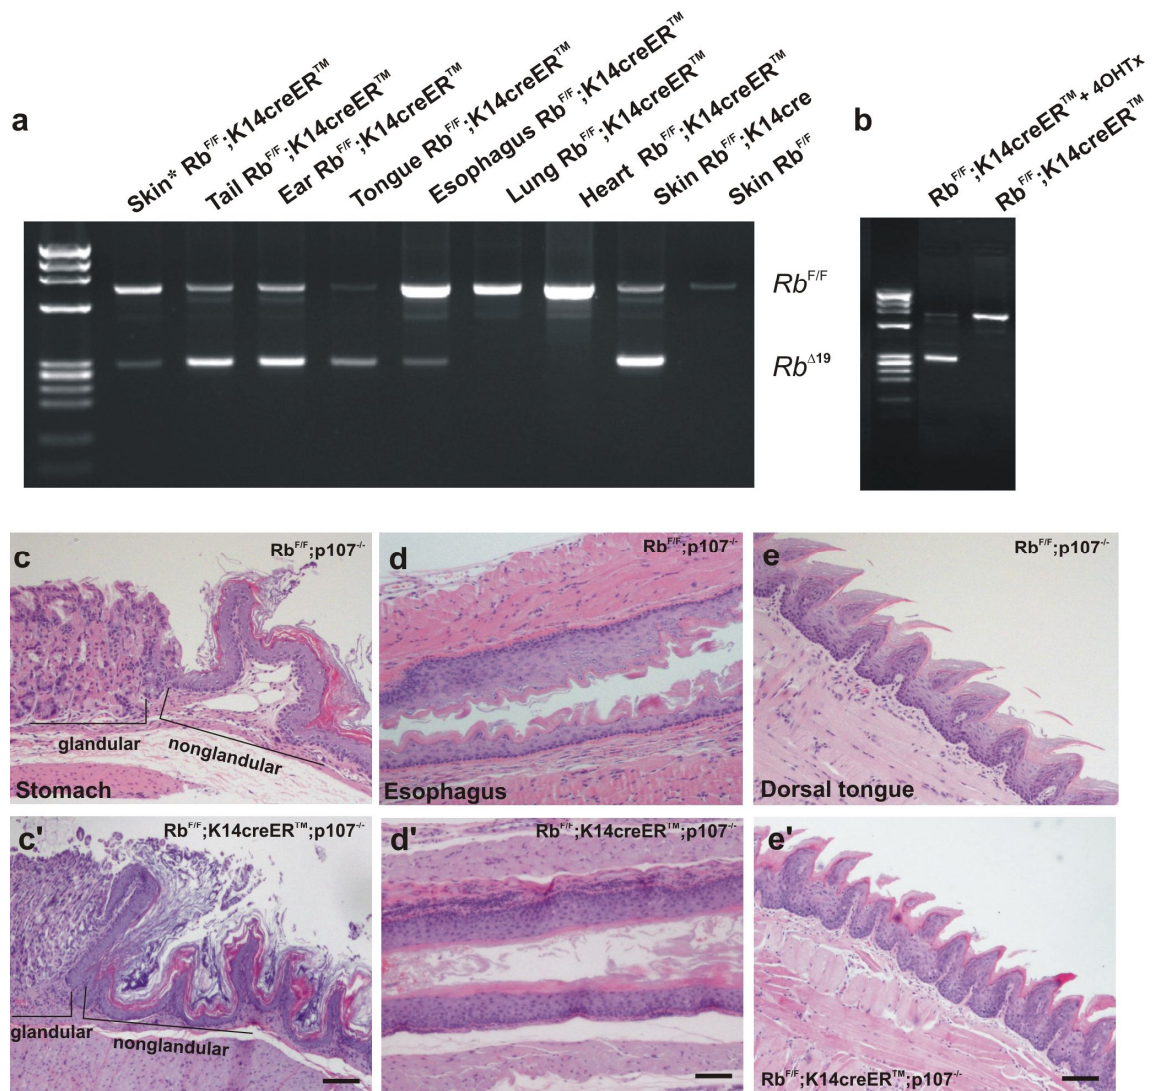 a
Skin* Rb^F/F;K14creER^TM
Tail Rb^F/F;K14creER^TM
Ear Rb^F/F;K14creER^TM
Tongue Rb^F/F;K14creER^TM
Esophagus Rb^F/F;K14creER^TM
Lung Rb^F/F;K14creER^TM
Heart Rb^F/F;K14creER^TM
Skin Rb^F/F;K14cre
Skin Rb^F/F
Rb^F/F
Rb^Δ19
b
Rb^F/F;K14creER^TM + 4OHTx
Rb^F/F;K14creER^TM
c
Rb^F/F;p107^-/-
glandular
nonglandular
Stomach
d
Rb^F/F;p107^-/-
Esophagus
e
Rb^F/F;p107^-/-
Dorsal tongue
c'
Rb^F/F;K14creER^TM;p107^-/-
glandular
nonglandular
d'
Rb^F/F;K14creER^TM;p107^-/-
e'
Rb^F/F;K14creER^TM;p107^-/-